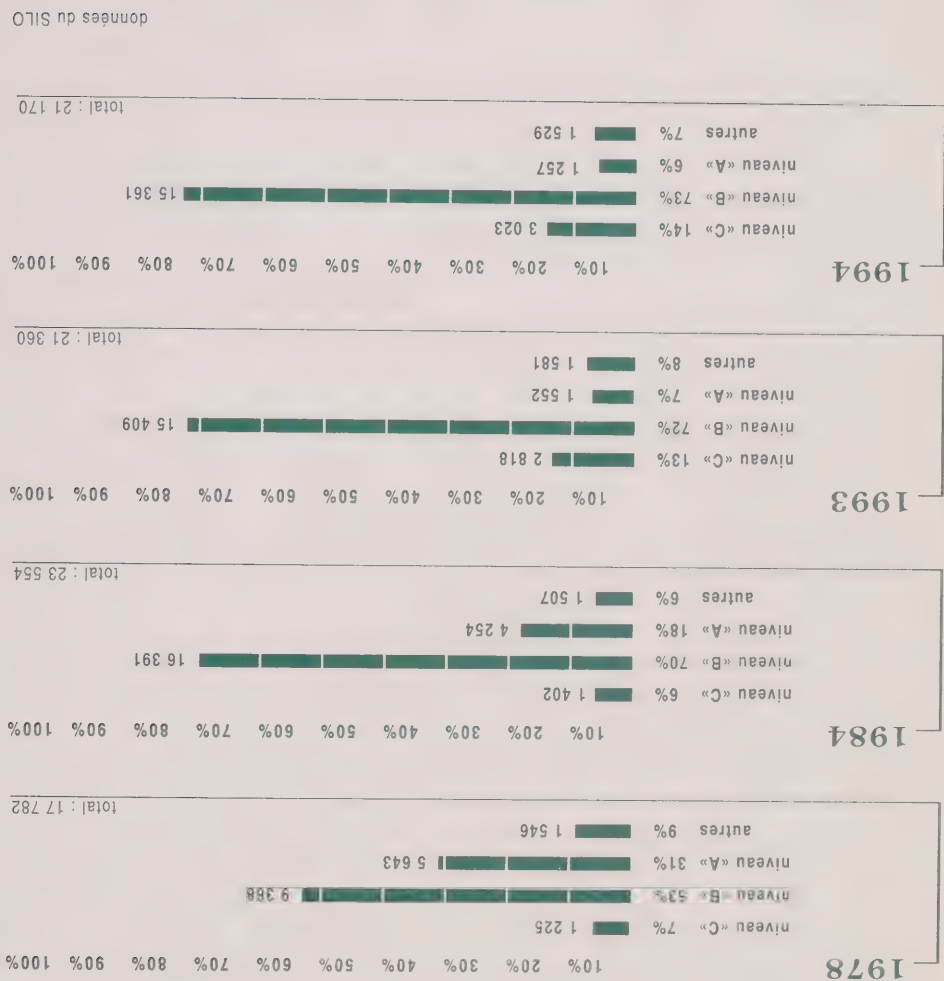 1978 10% 20% 30% 40% 50% 60% 70% 80% 90% 100%
niveau «C» 7% 1 225
niveau «B» 53% 9 368
niveau «A» 31% 5 643
autres 9% 1 546
total : 17 782
1984 10% 20% 30% 40% 50% 60% 70% 80% 90% 100%
niveau «C» 6% 1 402
niveau «B» 70% 16 391
niveau «A» 18% 4 254
autres 6% 1 507
total : 23 554
1993 10% 20% 30% 40% 50% 60% 70% 80% 90% 100%
niveau «C» 13% 2 818
niveau «B» 72% 15 409
niveau «A» 7% 1 552
autres 8% 1 581
total : 21 360
1994 10% 20% 30% 40% 50% 60% 70% 80% 90% 100%
niveau «C» 14% 3 023
niveau «B» 73% 15 361
niveau «A» 6% 1 257
autres 7% 1 529
total : 21 170
données du SILO